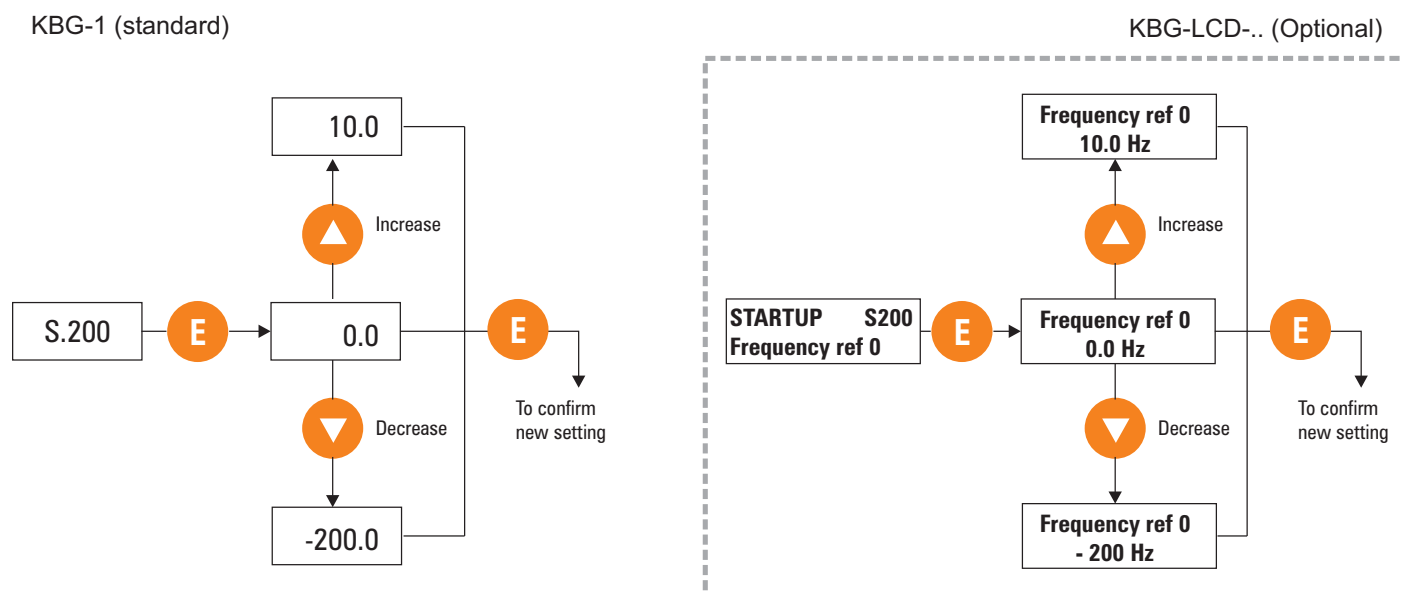 KBG-1 (standard)
10.0
Increase
S.200
E
0.0
E
Decrease
To confirm
new setting
-200.0
KBG-LCD-.. (Optional)
Frequency ref 0
10.0 Hz
Increase
STARTUP S200
Frequency ref 0
E
Frequency ref 0
0.0 Hz
E
Decrease
To confirm
new setting
Frequency ref 0
- 200 Hz